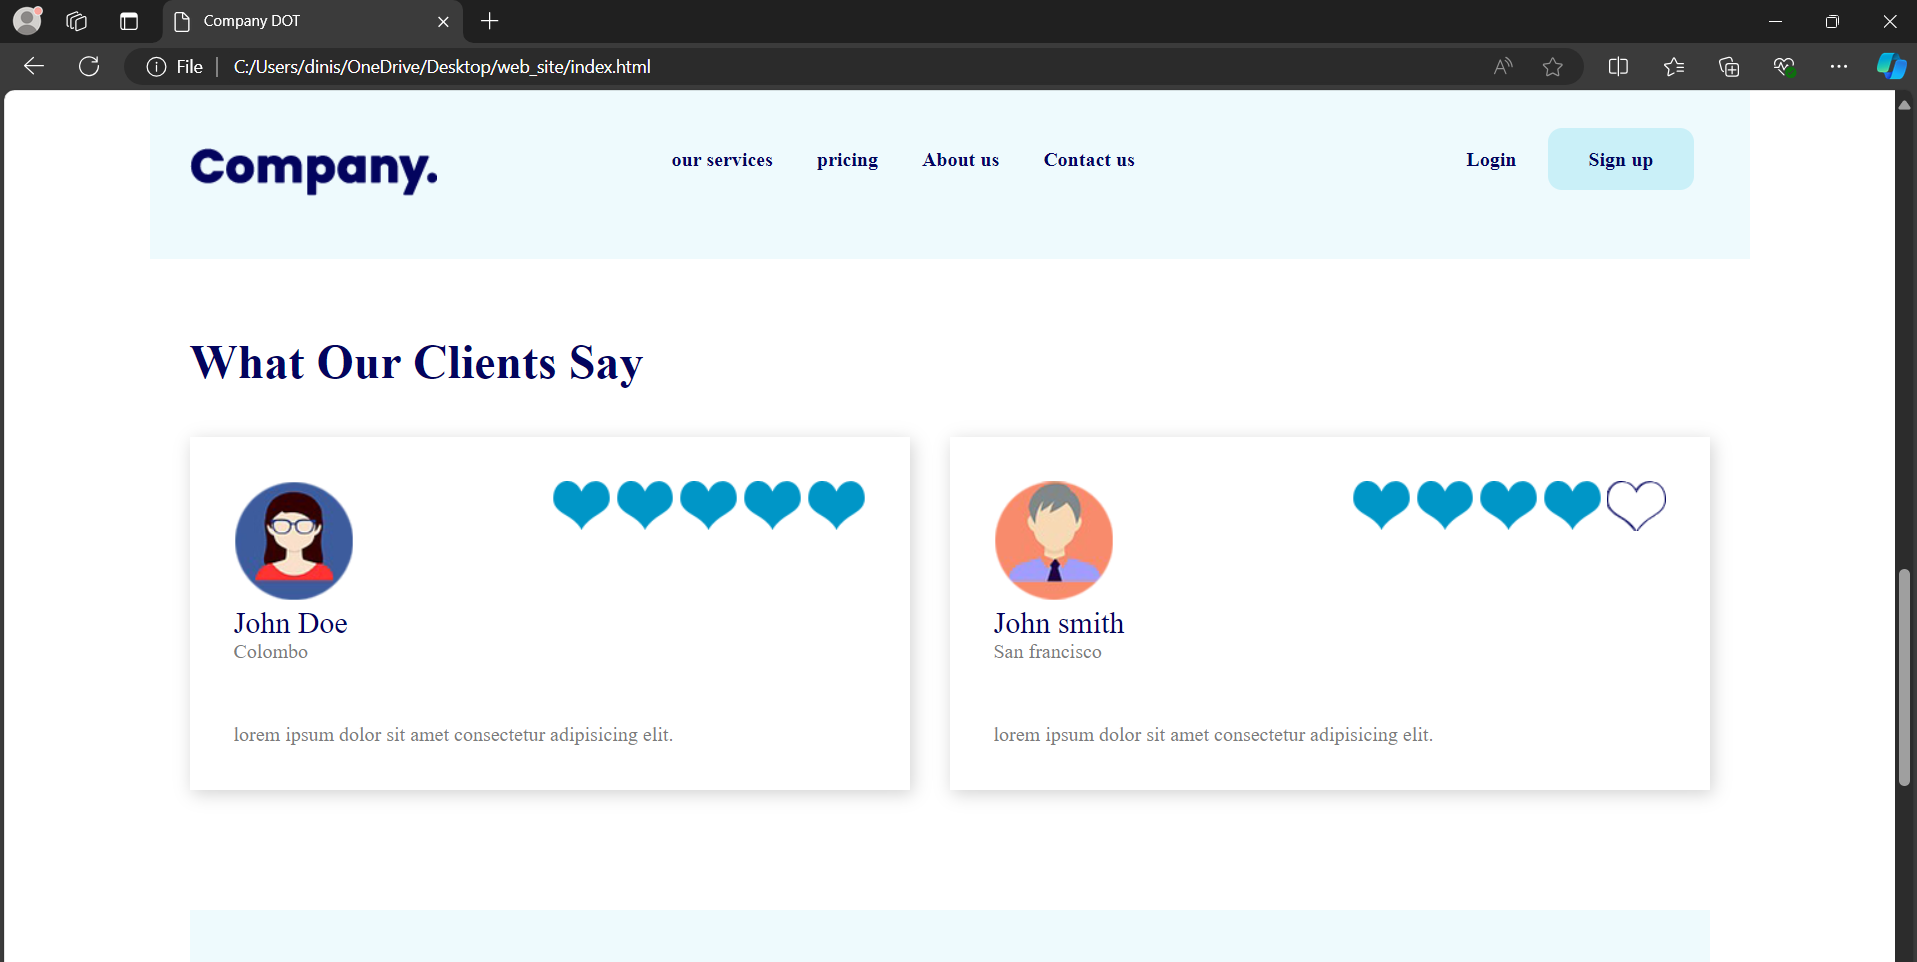 Company DOT
File C:/Users/dinis/OneDrive/Desktop/web_site/index.html
Company. our services pricing About us Contact us Login Sign up
What Our Clients Say
John Doe
Colombo
lorem ipsum dolor sit amet consectetur adipisicing elit.
John smith
San francisco
lorem ipsum dolor sit amet consectetur adipisicing elit.